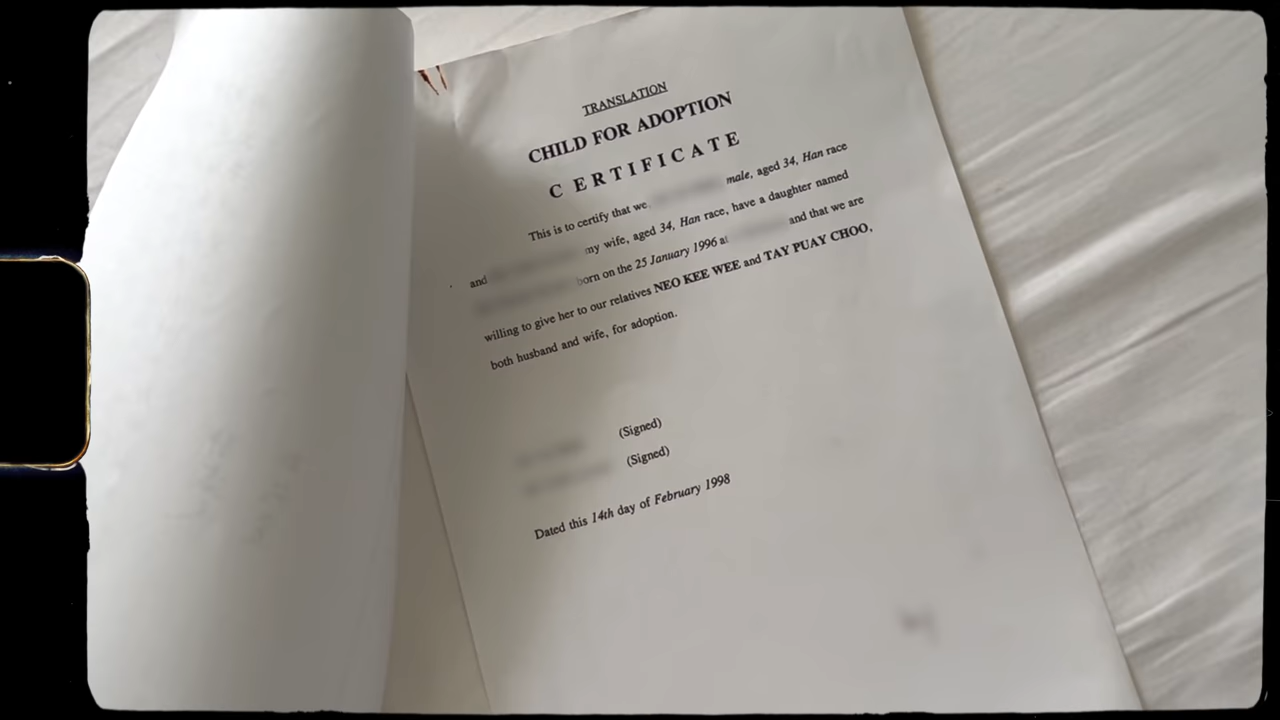 TRANSLATION
CHILD FOR ADOPTION
CERTIFICATE
This is to certify that we male, aged 34, Han race
and my wife, aged 34, Han race, have a daughter named
born on the 25 January 1996 at and that we are
willing to give her to our relatives NEO KEE WEE and TAY PUAY CHOO,
both husband and wife, for adoption.
(Signed)
(Signed)
Dated this 14th day of February 1998